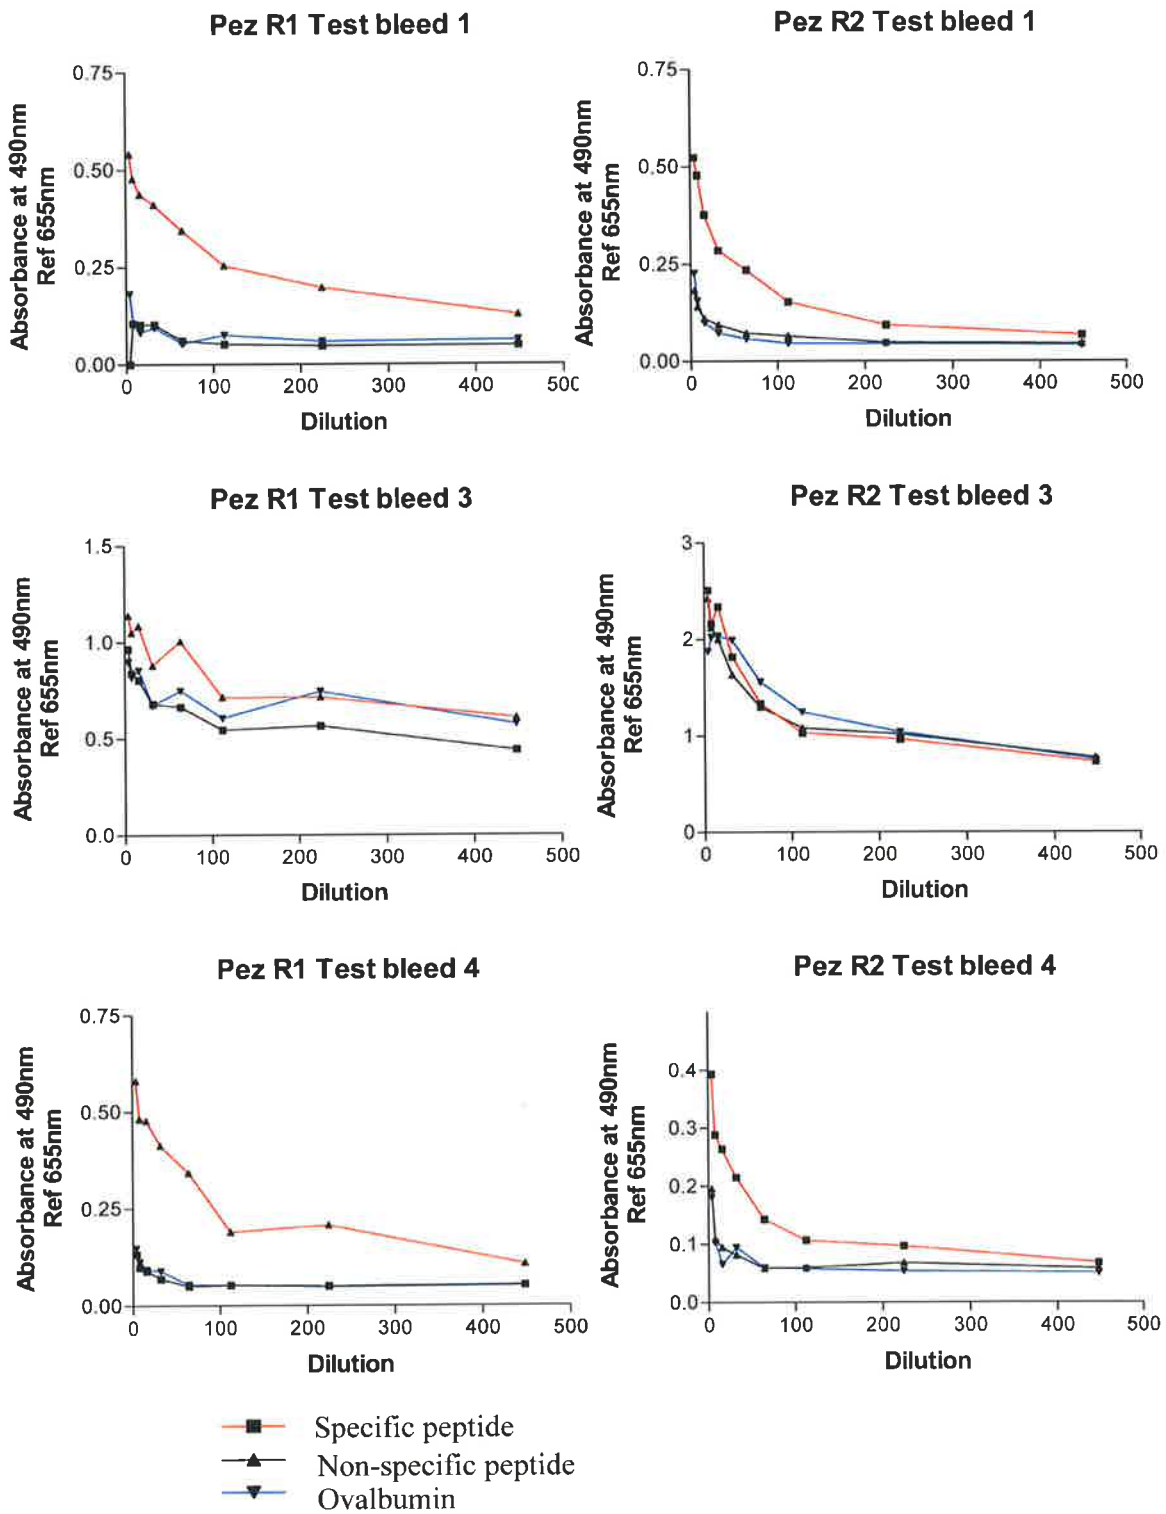 Pez R1 Test bleed 1
Absorbance at 490nm
Ref 655nm
0.75
0.50
0.25
0.00
0 100 200 300 400 500
Dilution
Pez R2 Test bleed 1
Absorbance at 490nm
Ref 655nm
0.75
0.50
0.25
0.00
0 100 200 300 400 500
Dilution
Pez R1 Test bleed 3
Absorbance at 490nm
Ref 655nm
1.5
1.0
0.5
0.0
0 100 200 300 400 500
Dilution
Pez R2 Test bleed 3
Absorbance at 490nm
Ref 655nm
3
2
1
0
0 100 200 300 400 500
Dilution
Pez R1 Test bleed 4
Absorbance at 490nm
Ref 655nm
0.75
0.50
0.25
0.00
0 100 200 300 400 500
Dilution
Pez R2 Test bleed 4
Absorbance at 490nm
Ref 655nm
0.4
0.3
0.2
0.1
0.0
0 100 200 300 400 500
Dilution
Specific peptide
Non-specific peptide
Ovalbumin